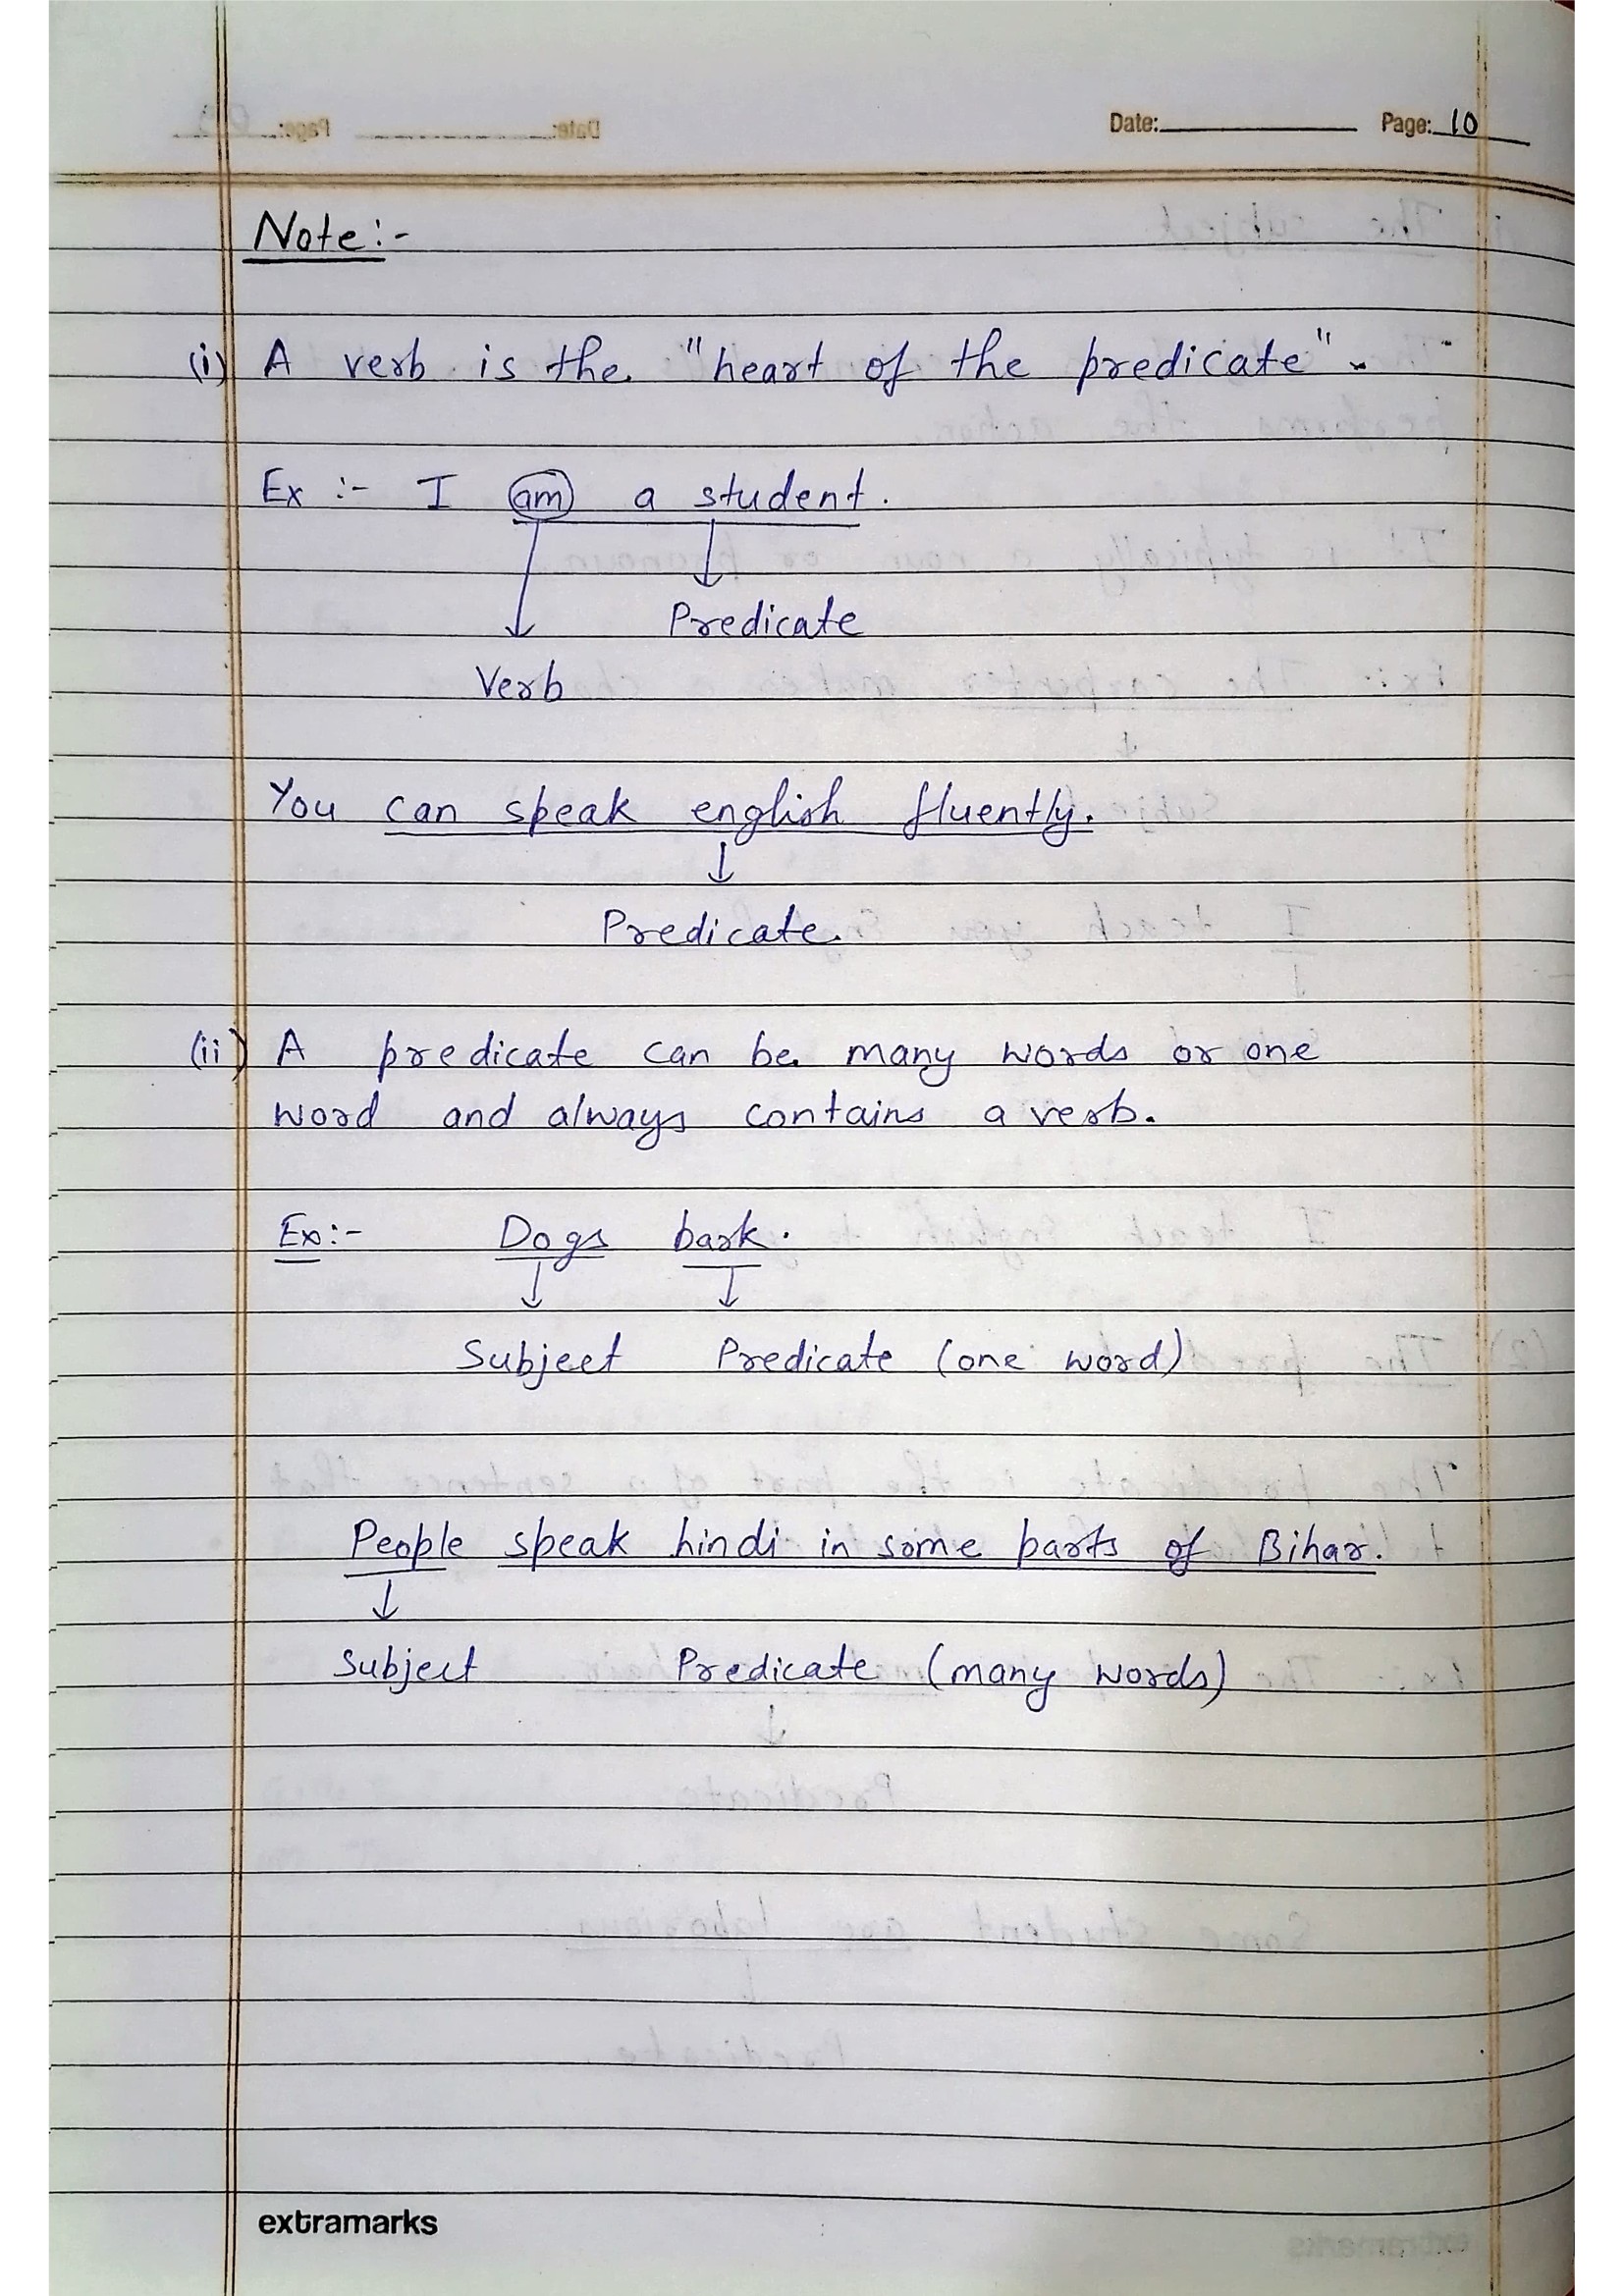 Date: Page: 10
Note:-
(i) A verb is the "heart of the predicate".
Ex :- I am a student.
Predicate
Verb
You can speak english fluently.
Predicate.
(ii) A predicate can be many words or one
word and always contains a verb.
Ex:- Dogs bark.
Subject Predicate (one word)
People speak hindi in some parts of Bihar.
Subject Predicate (many words)
extramarks